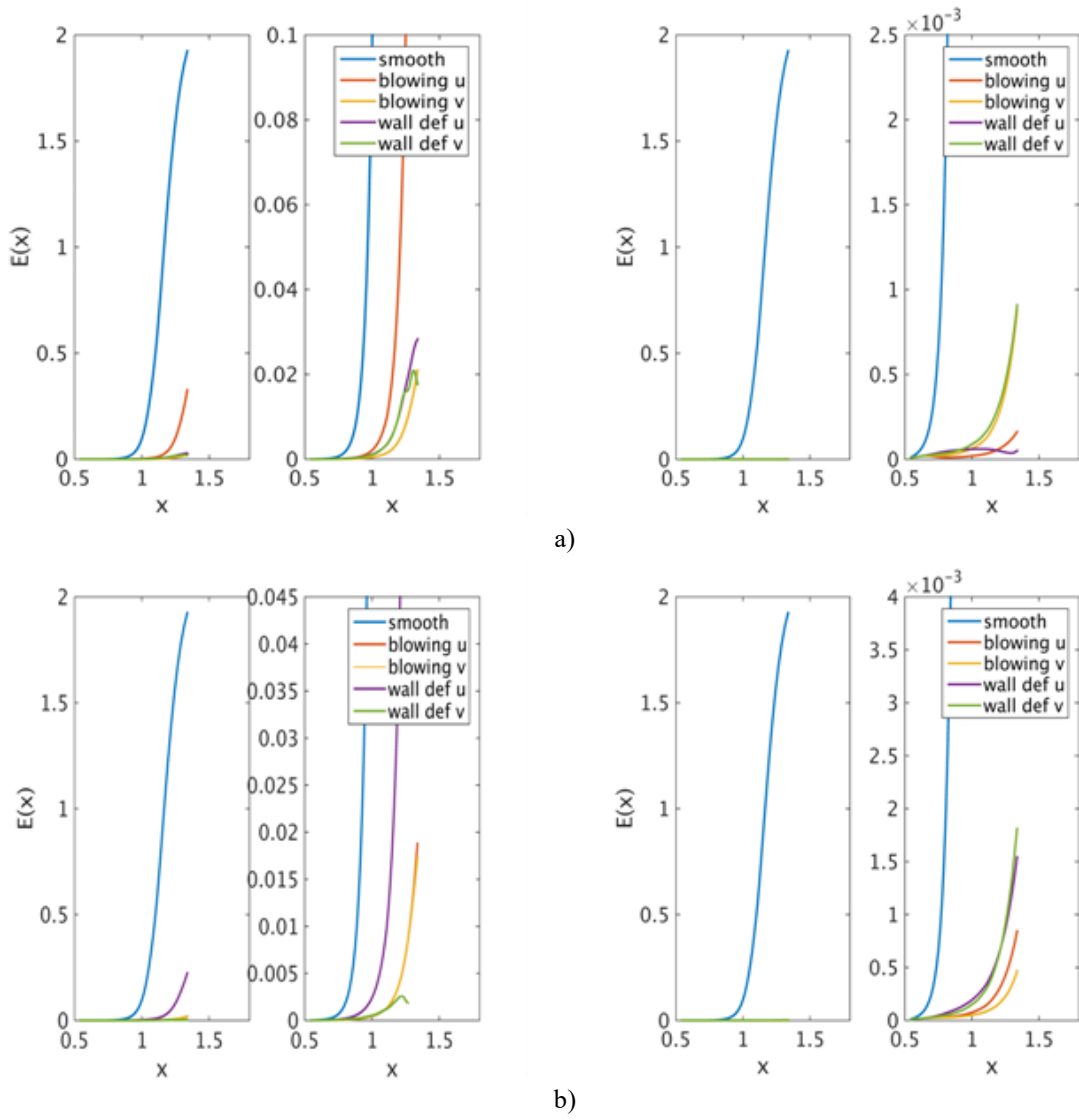 2
1.5
1
0.5
0
E(x)
0.5 1 1.5
x
0.1
0.08
0.06
0.04
0.02
0
smooth
blowing u
blowing v
wall def u
wall def v
0.5 1 1.5
x
2
1.5
1
0.5
0
E(x)
0.5 1 1.5
x
×10-3
2.5
2
1.5
1
0.5
0
smooth
blowing u
blowing v
wall def u
wall def v
0.5 1 1.5
x
a)
2
1.5
1
0.5
0
E(x)
0.5 1 1.5
x
0.045
0.04
0.035
0.03
0.025
0.02
0.015
0.01
0.005
0
smooth
blowing u
blowing v
wall def u
wall def v
0.5 1 1.5
x
2
1.5
1
0.5
0
E(x)
0.5 1 1.5
x
×10-3
4
3.5
3
2.5
2
1.5
1
0.5
0
smooth
blowing u
blowing v
wall def u
wall def v
0.5 1 1.5
x
b)